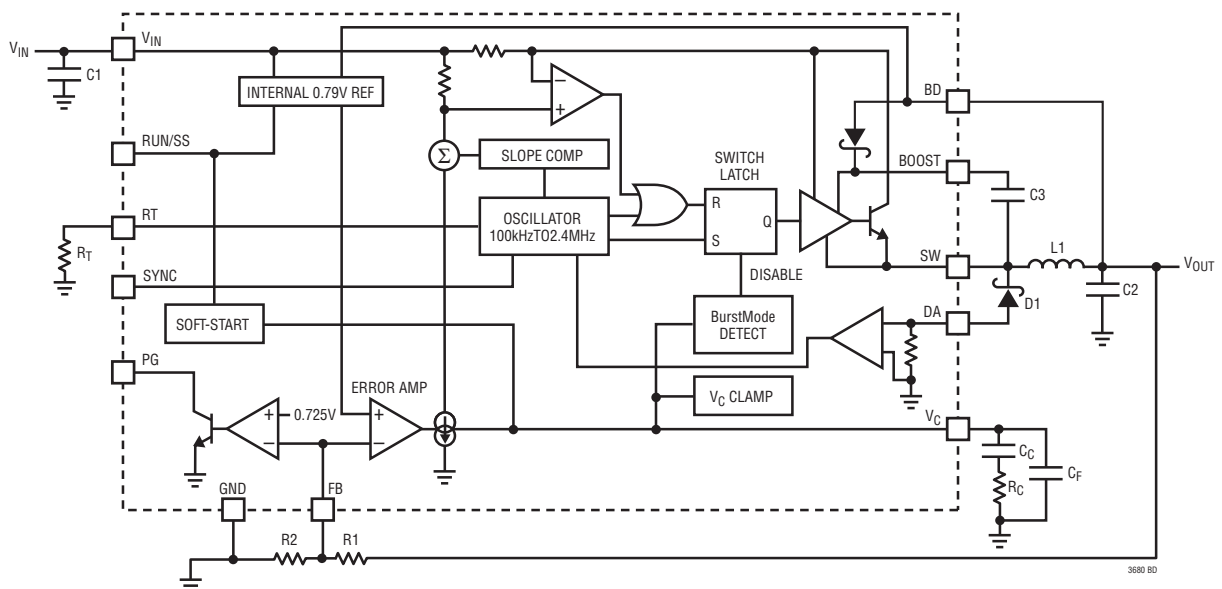 VIN
VIN
C1
INTERNAL 0.79V REF
RUN/SS
RT
RT
SYNC
SOFT-START
PG
Σ
SLOPE COMP
OSCILLATOR
100kHzTO2.4MHz
−
+
SWITCH
LATCH
R
S
Q
DISABLE
BurstMode
DETECT
VC CLAMP
ERROR AMP
+
−
0.725V
+
−
GND
FB
R2
R1
BD
BOOST
C3
SW
L1
VOUT
C2
D1
DA
VC
CC
RC
CF
3680 BD